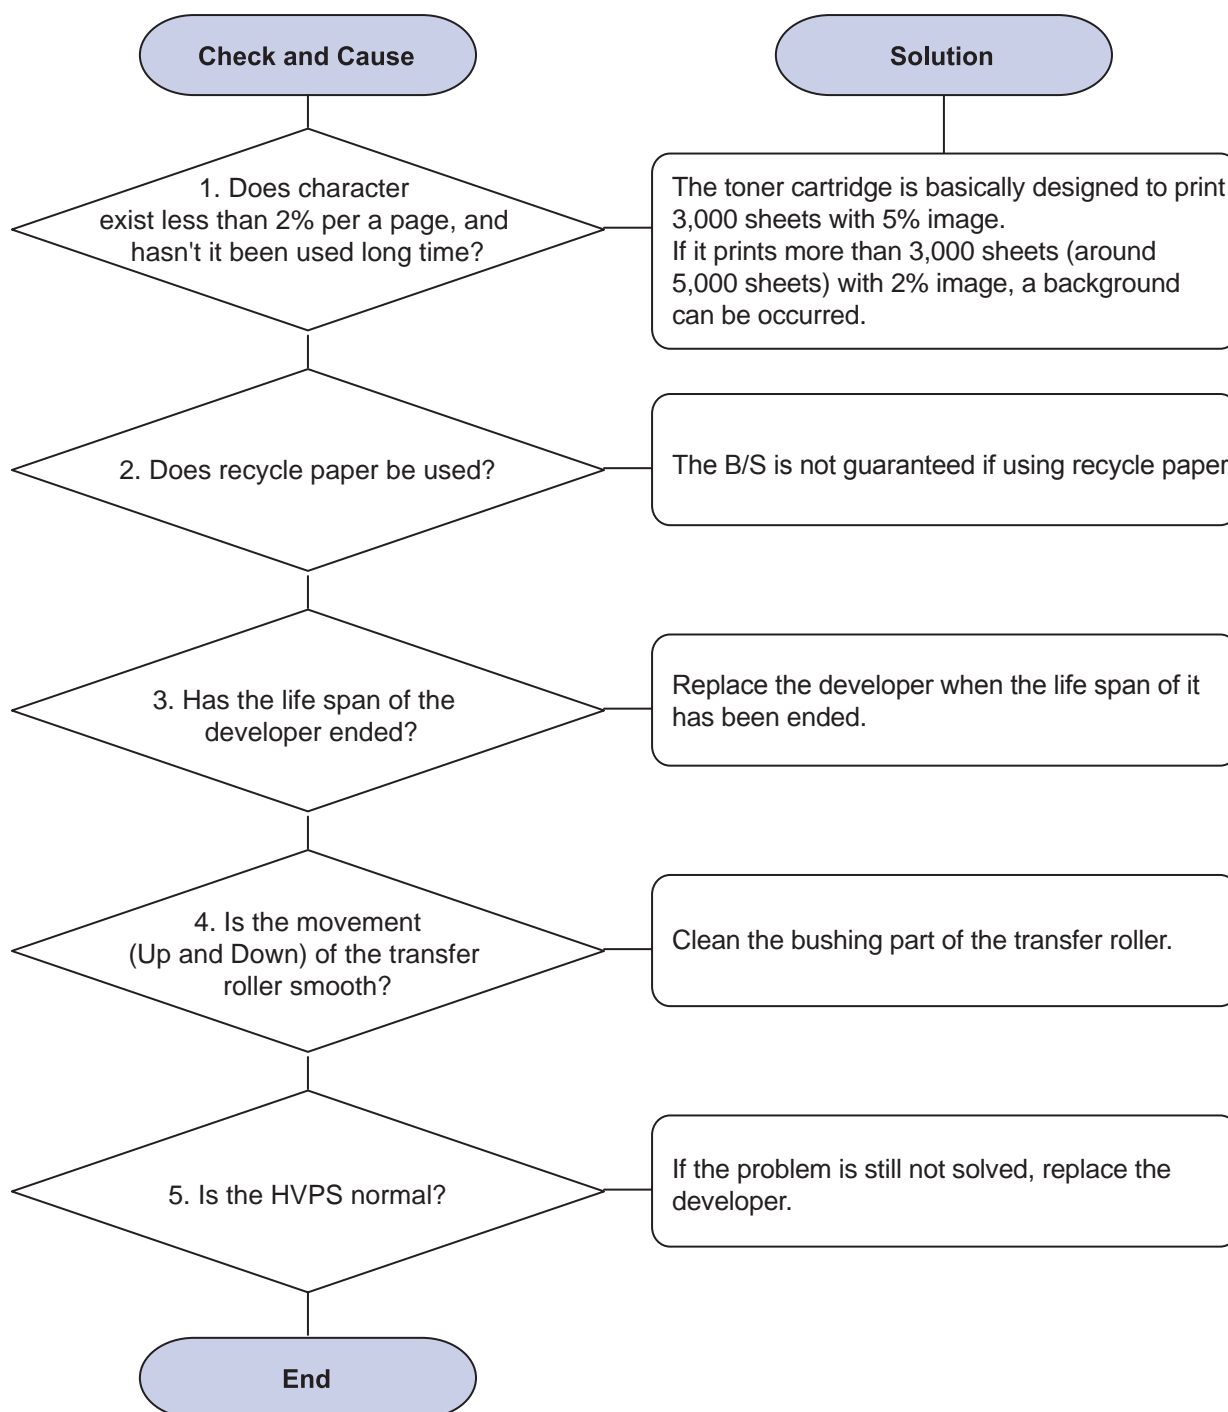 Check and Cause
Solution
1. Does character
exist less than 2% per a page, and
hasn't it been used long time?
The toner cartridge is basically designed to print
3,000 sheets with 5% image.
If it prints more than 3,000 sheets (around
5,000 sheets) with 2% image, a background
can be occurred.
2. Does recycle paper be used?
The B/S is not guaranteed if using recycle paper
3. Has the life span of the
developer ended?
Replace the developer when the life span of it
has been ended.
4. Is the movement
(Up and Down) of the transfer
roller smooth?
Clean the bushing part of the transfer roller.
5. Is the HVPS normal?
If the problem is still not solved, replace the
developer.
End